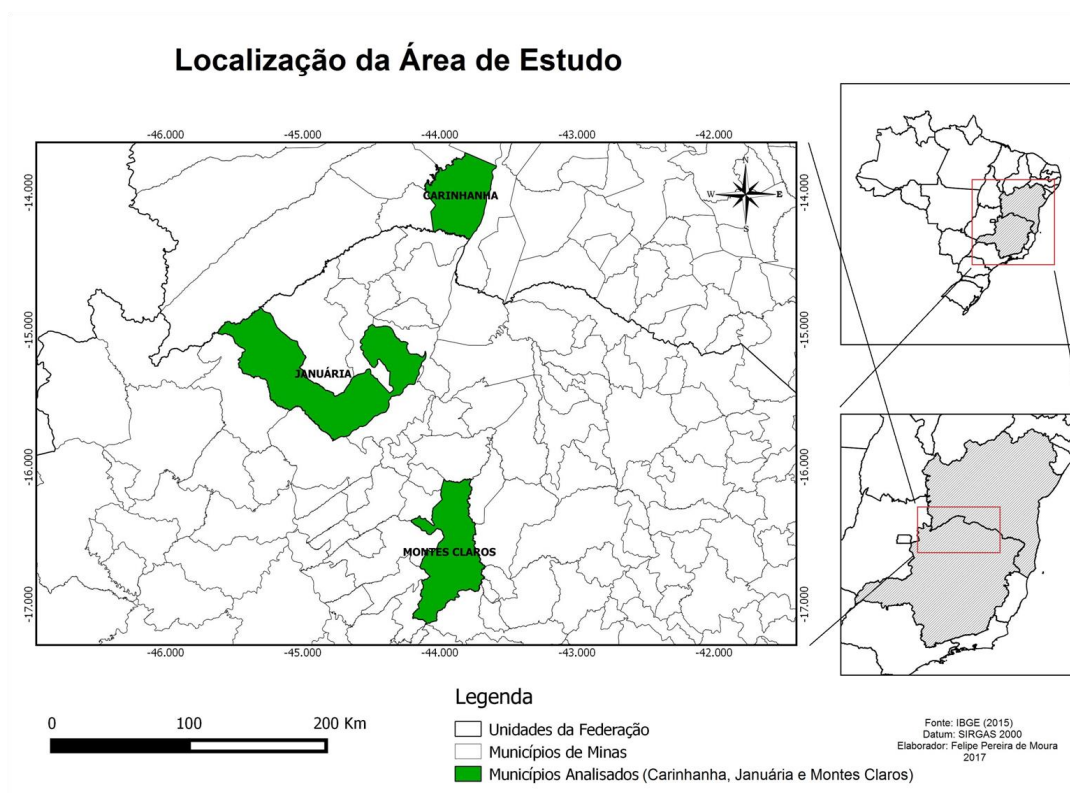 Localização da Área de Estudo
-46.000 -45.000 -44.000 -43.000 -42.000
-14.000 -14.000
CARINHANHA
N
W E
S
-15.000 -15.000
JANUÁRIA
-16.000 -16.000
MONTES CLAROS
-17.000 -17.000
-46.000 -45.000 -44.000 -43.000 -42.000
0 100 200 Km
Legenda
Unidades da Federação
Municípios de Minas
Municípios Analisados (Carinhanha, Januária e Montes Claros)
Fonte: IBGE (2015)
Datum: SIRGAS 2000
Elaborador: Felipe Pereira de Moura
2017